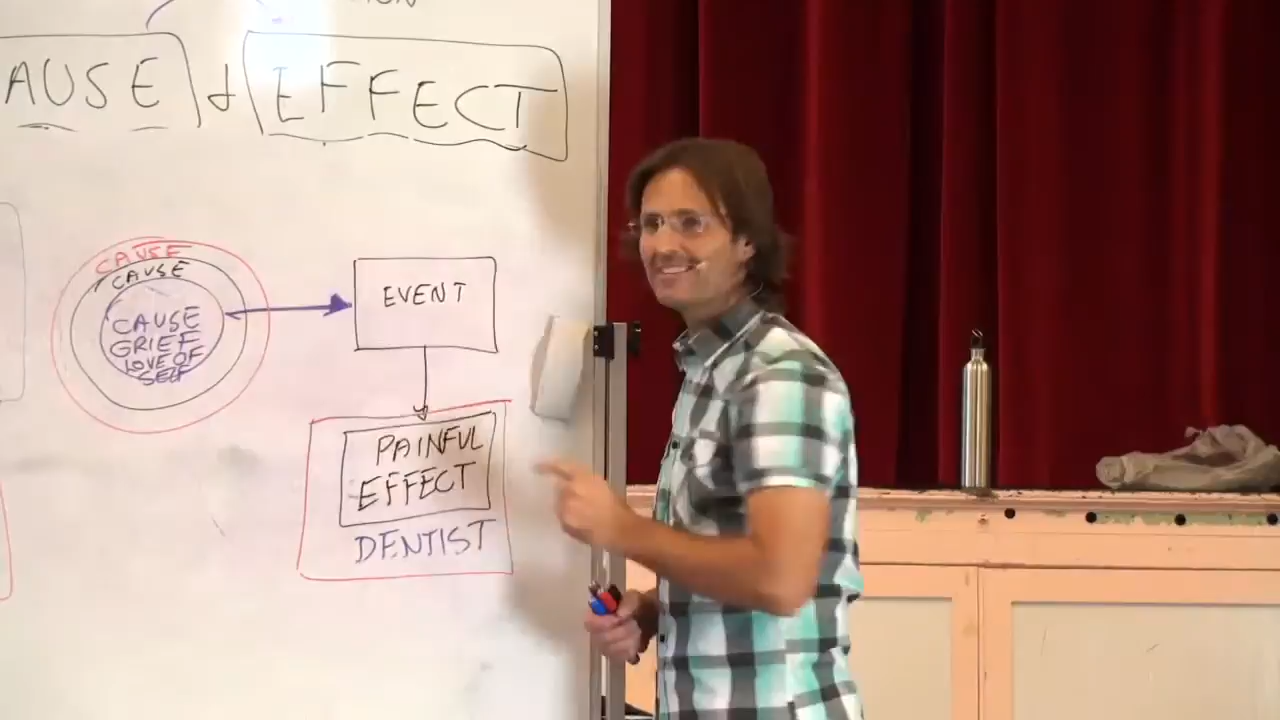 AUSE & EFFECT
CAUSE
CAUSE
CAUSE
GRIEF
LOVE OF
SELF
EVENT
PAINFUL
EFFECT
DENTIST